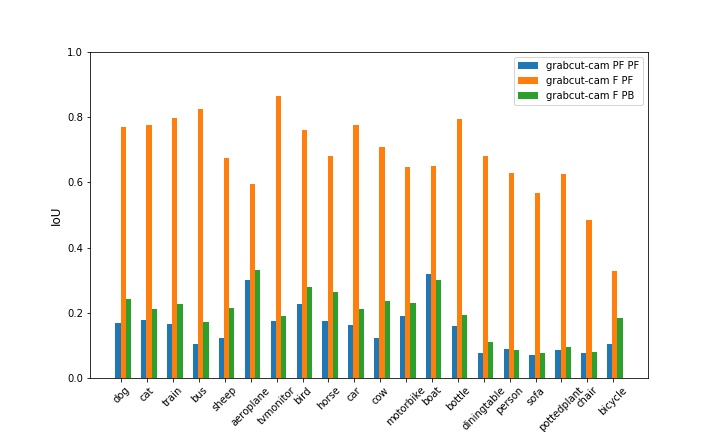 1.0
0.8
0.6
0.4
0.2
0.0
IoU
grabcut-cam PF PF
grabcut-cam F PF
grabcut-cam F PB
dog
cat
train
bus
sheep
aeroplane
tvmonitor
bird
horse
car
cow
motorbike
boat
bottle
diningtable
person
sofa
pottedplant
chair
bicycle